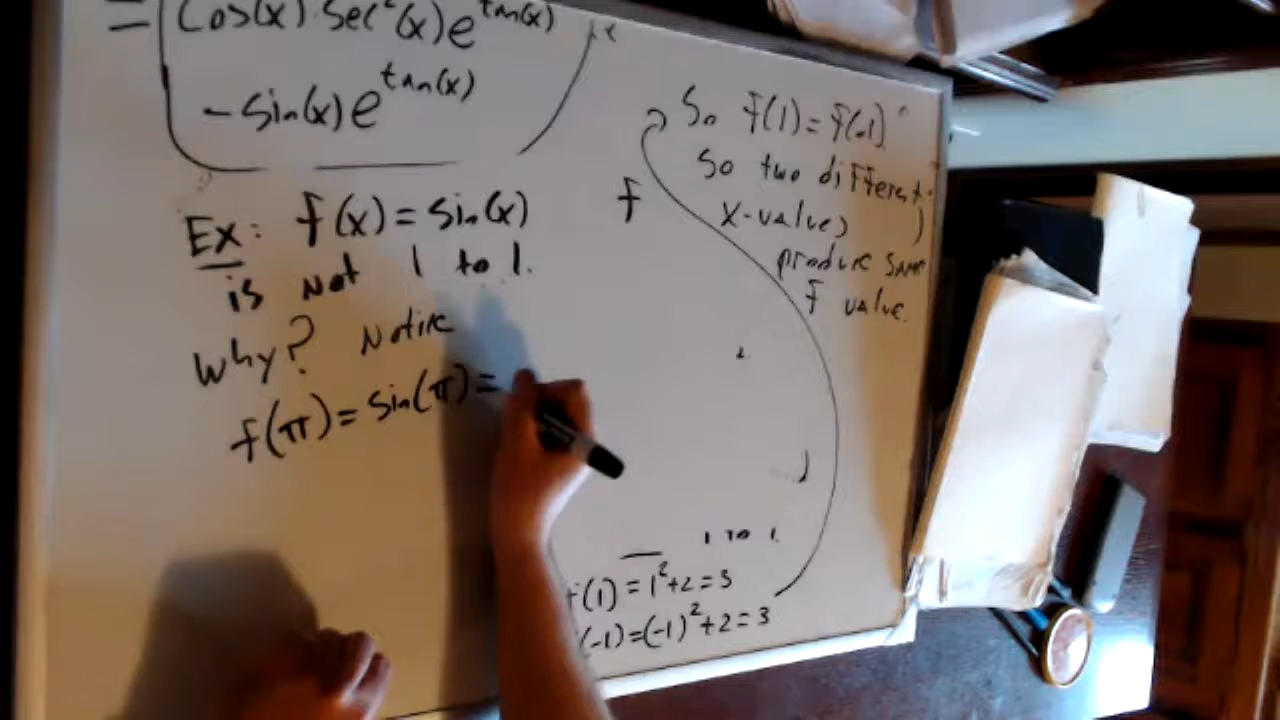 = cos(x)·sec²(x)e^tan(x)
-sin(x)e^tan(x)
Ex: f(x) = sin(x)
is not 1 to 1.
Why? Notice
f(π) = sin(π) =
So f(1) = f(-1)
So two different
x-values
produce same
f value.
f
1 to 1.
f(1) = 1²+2=3
(-1)=(-1)²+2=3